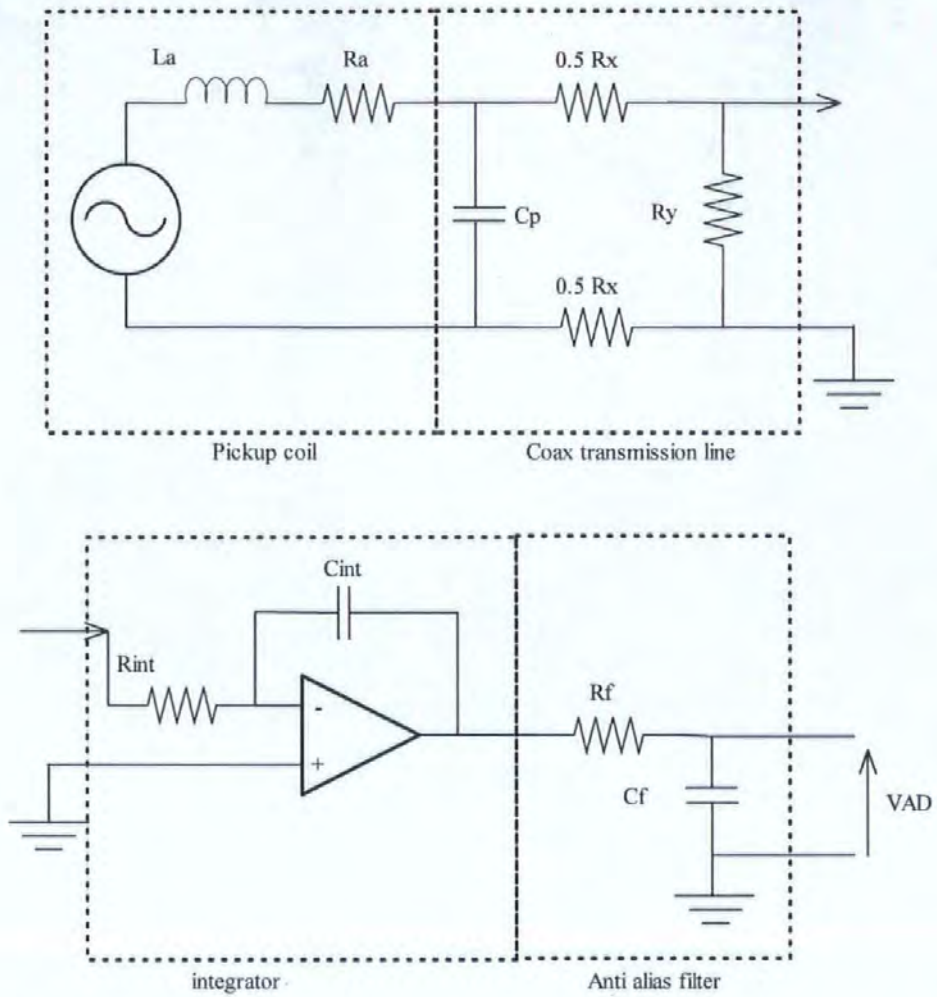 La
Ra
0.5 Rx
Cp
Ry
0.5 Rx
Pickup coil
Coax transmission line
Cint
Rint
-
+
Rf
Cf
VAD
integrator
Anti alias filter